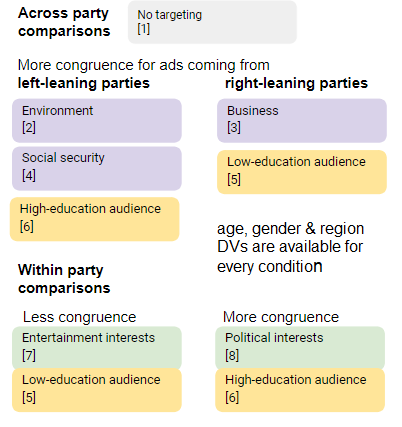 Across party
comparisons
No targeting
[1]
More congruence for ads coming from
left-leaning parties
right-leaning parties
Environment
[2]
Business
[3]
Social security
[4]
Low-education audience
[5]
High-education audience
[6]
age, gender & region
DVs are available for
every condition
Within party
comparisons
Less congruence
More congruence
Entertainment interests
[7]
Political interests
[8]
Low-education audience
[5]
High-education audience
[6]